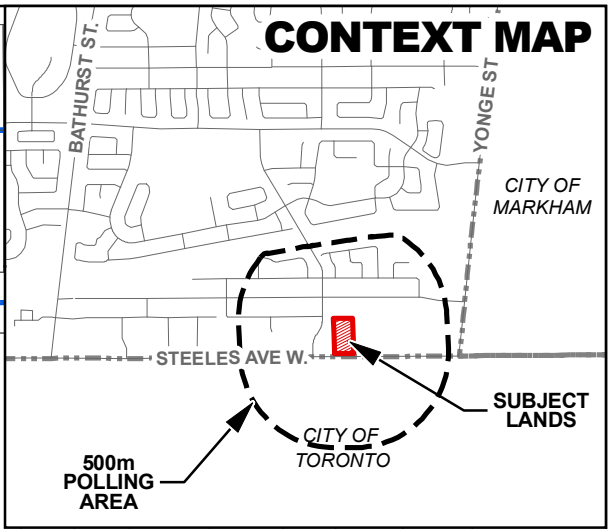 CONTEXT MAP
BATHURST ST.
YONGE ST
CITY OF
MARKHAM
STEELES AVE W.
SUBJECT
LANDS
CITY OF
TORONTO
500m
POLLING
AREA